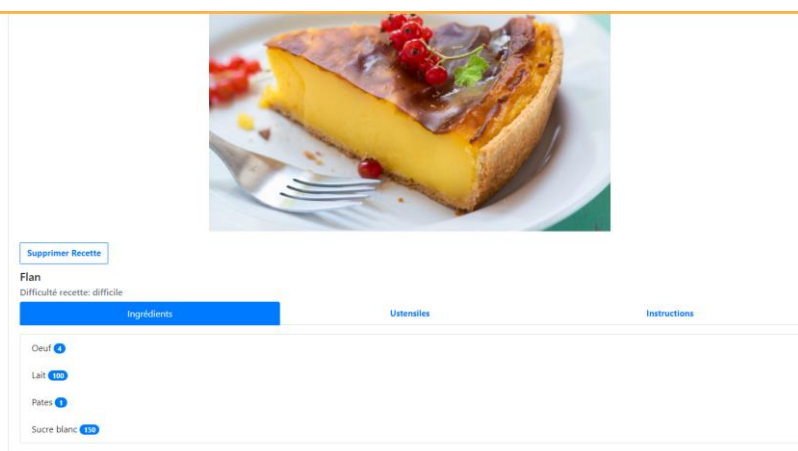 Supprimer Recette
Flan
Difficulté recette: difficile
Ingrédients Ustensiles Instructions
Oeuf 4
Lait 100
Pates 1
Sucre blanc 150